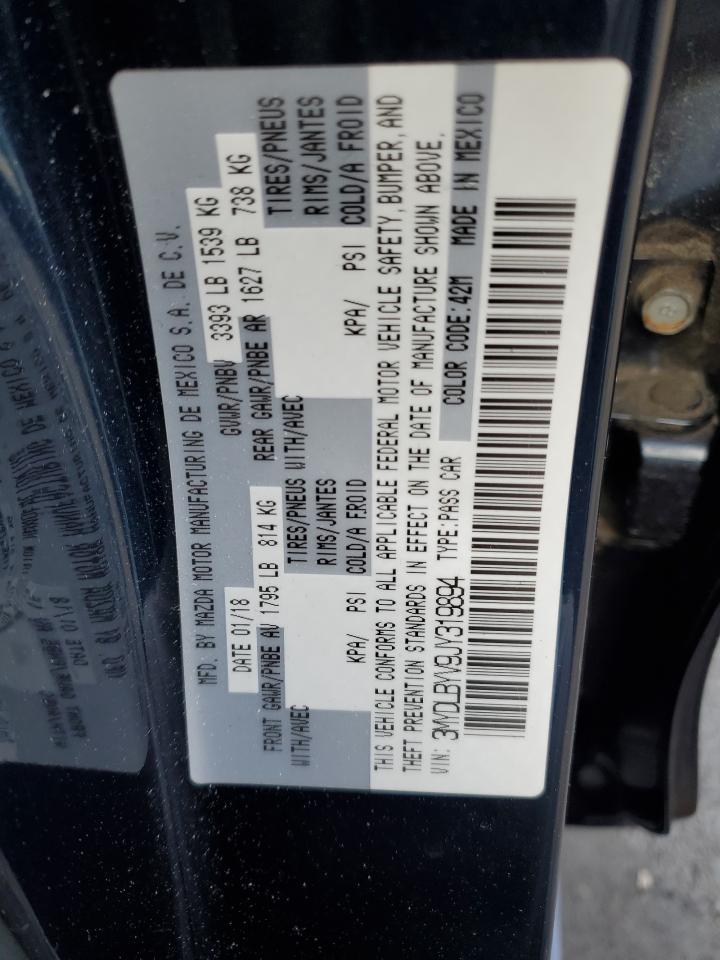 MFD. BY MAZDA MOTOR MANUFACTURING DE MEXICO S.A. DE C.V.
DATE 01/18 GVWR/PNBV 3393 LB 1539 KG
FRONT GAWR/PNBE AV 1795 LB 814 KG REAR GAWR/PNBE AR 1627 LB 738 KG
WITH/AVEC TIRES/PNEUS WITH/AVEC TIRES/PNEUS
RIMS/JANTES RIMS/JANTES
KPA/ PSI COLD/A FROID KPA/ PSI COLD/A FROID
THIS VEHICLE CONFORMS TO ALL APPLICABLE FEDERAL MOTOR VEHICLE SAFETY, BUMPER, AND
THEFT PREVENTION STANDARDS IN EFFECT ON THE DATE OF MANUFACTURE SHOWN ABOVE.
VIN: 3MYDLBYV9JY319894 TYPE:PASS CAR COLOR CODE:42M MADE IN MEXICO